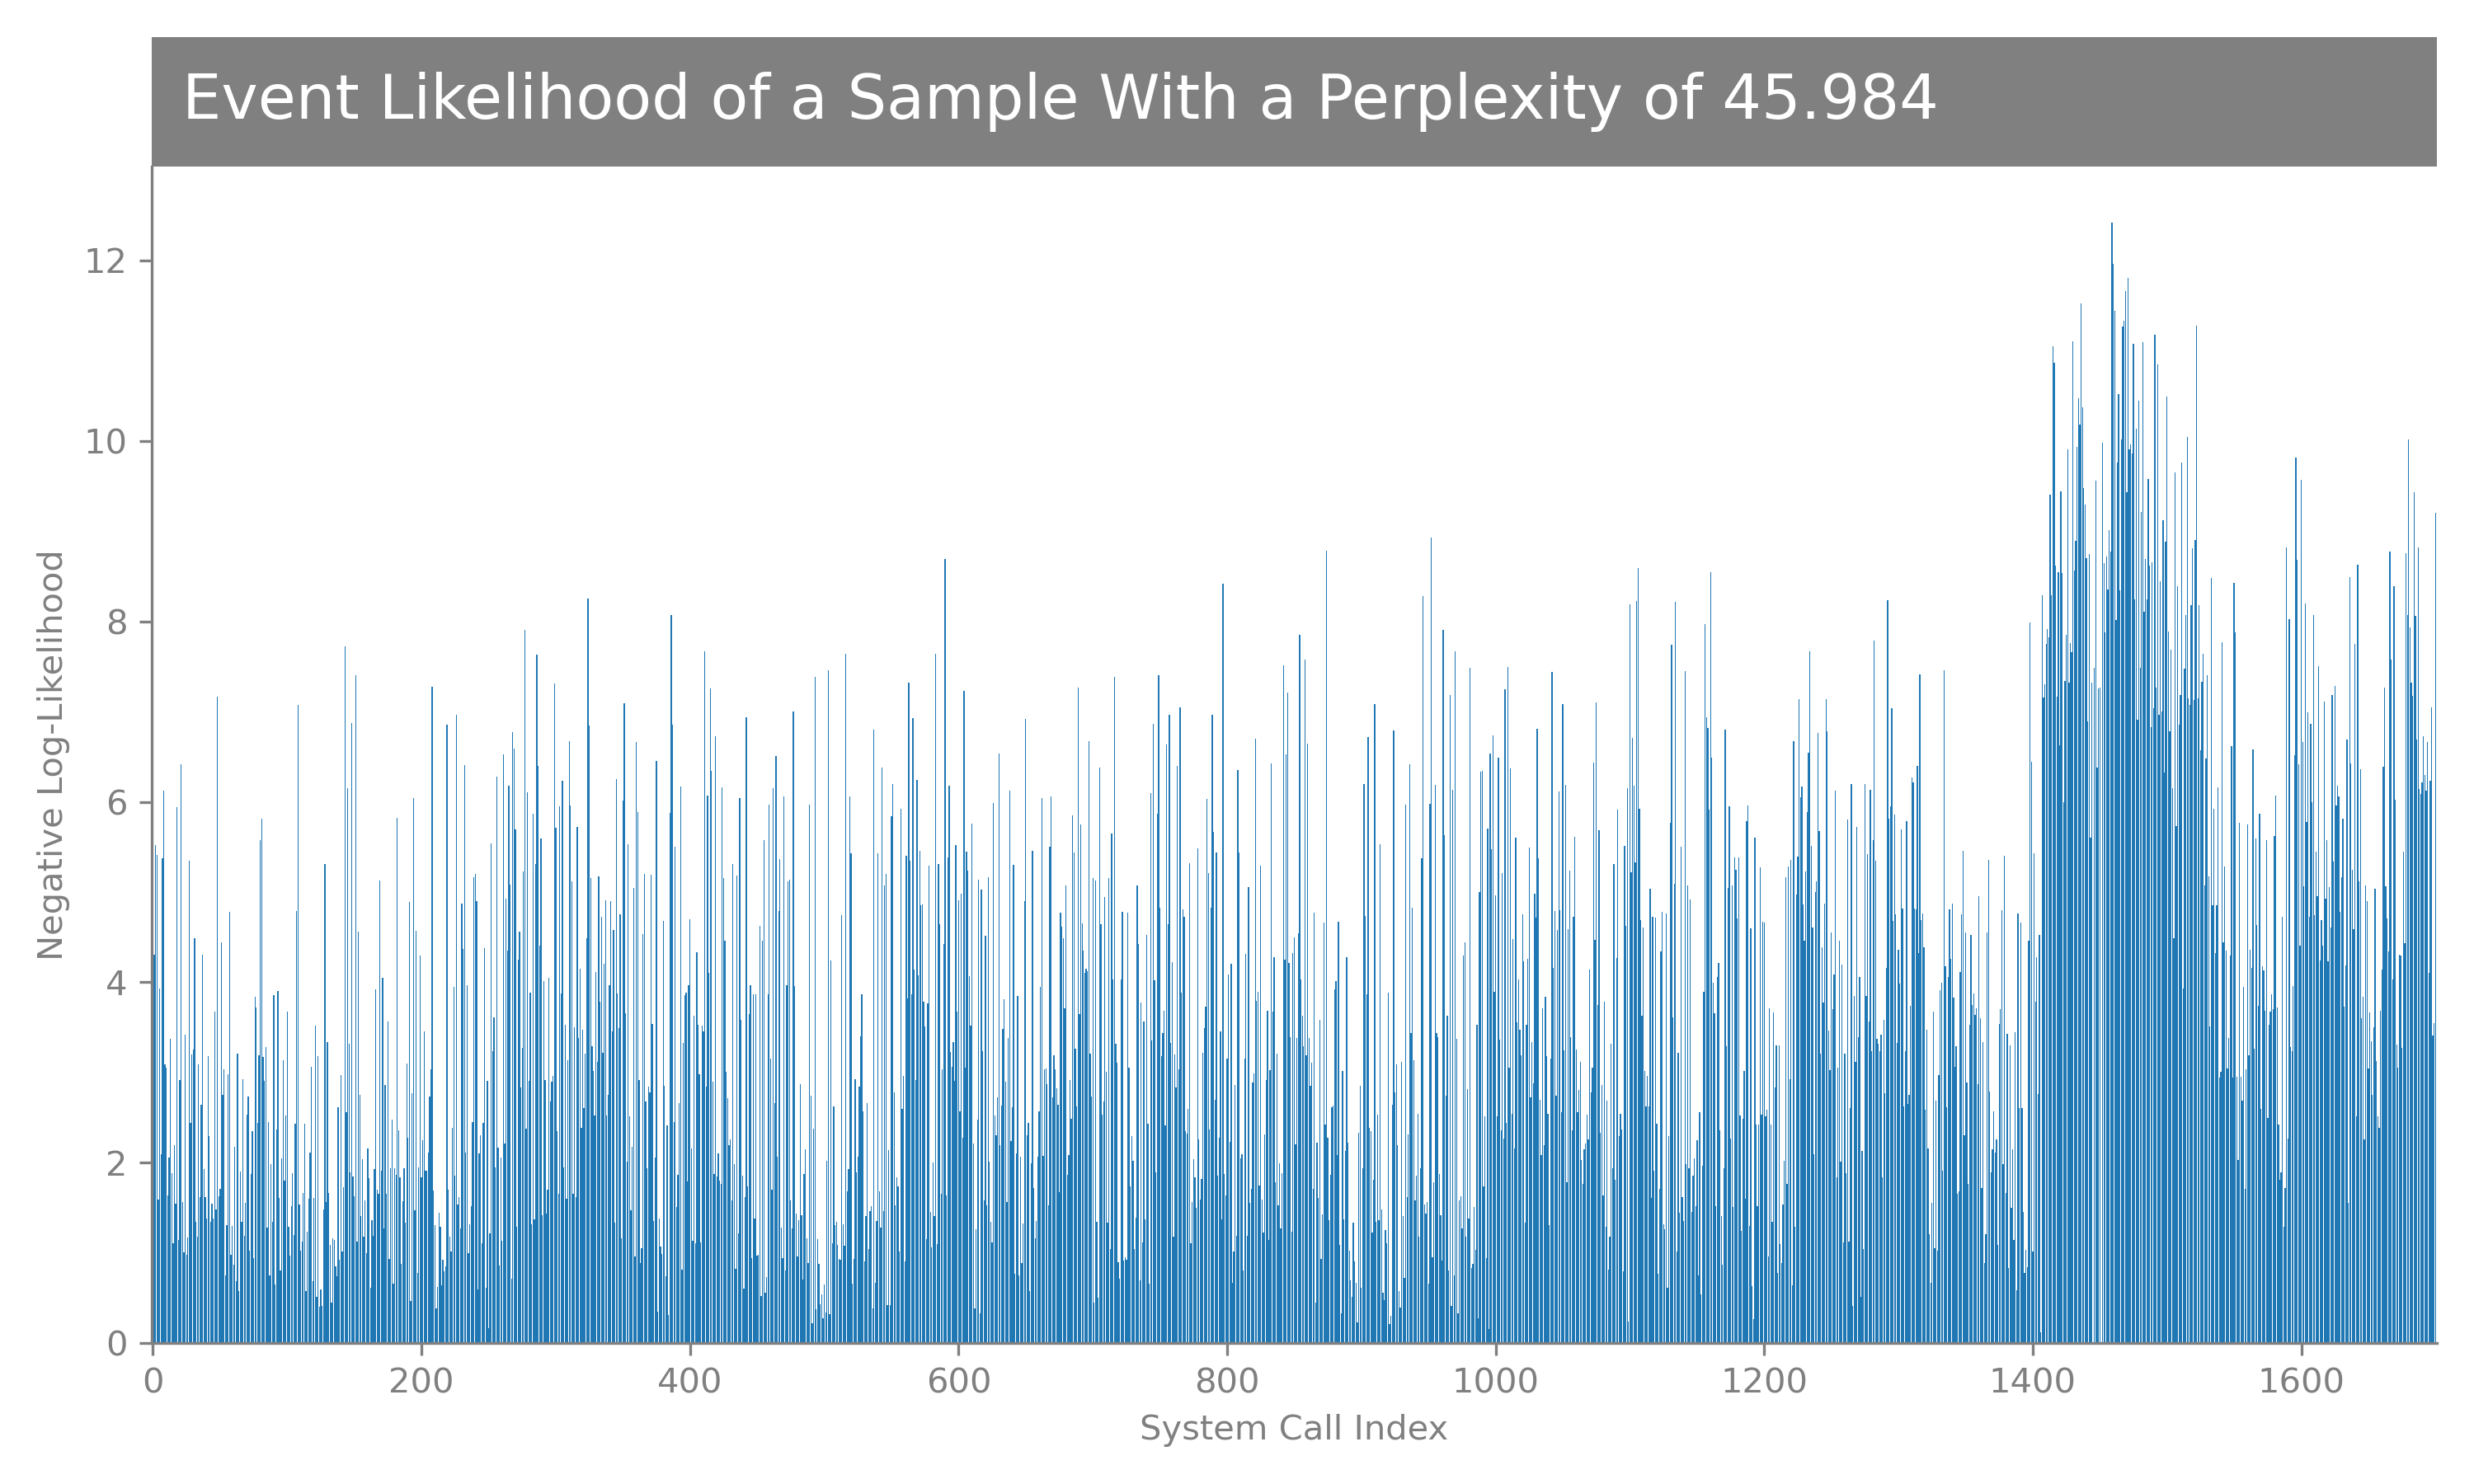 Event Likelihood of a Sample With a Perplexity of 45.984
12
10
8
6
4
2
0
Negative Log-Likelihood
0 200 400 600 800 1000 1200 1400 1600
System Call Index